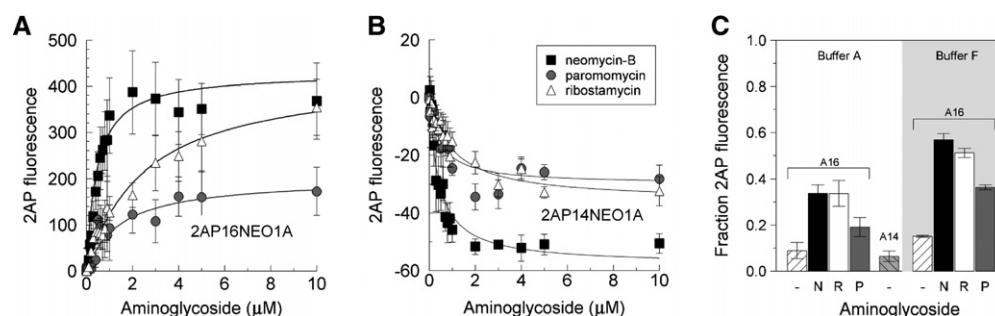 A
2AP fluorescence
500
400
300
200
100
0
2AP16NEO1A
0 2 4 6 8 10
Aminoglycoside (μM)
B
2AP fluorescence
20
0
-20
-40
-60
neomycin-B
paromomycin
ribostamycin
2AP14NEO1A
0 2 4 6 8 10
Aminoglycoside (μM)
C
Fraction 2AP fluorescence
1.0
0.8
0.6
0.4
0.2
0.0
Buffer A
Buffer F
A16
A16
A14
- N R P - - N R P
Aminoglycoside